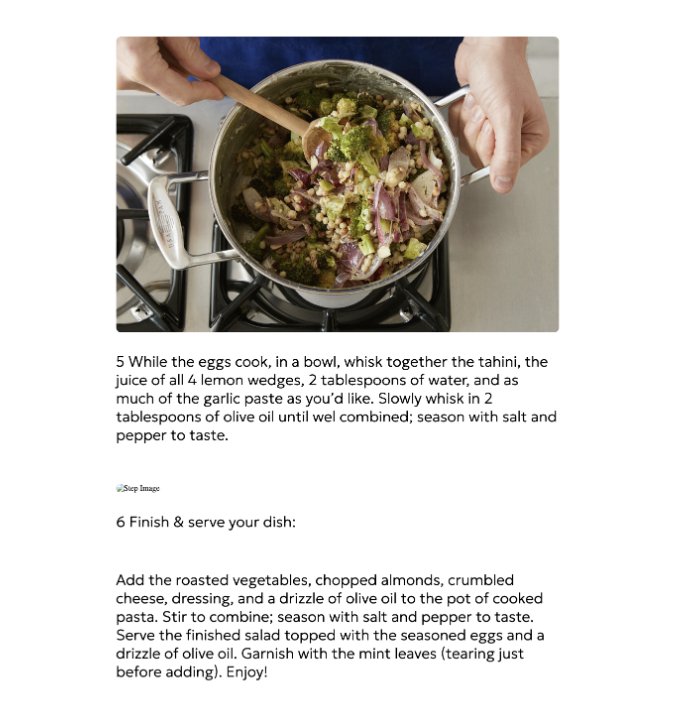 5 While the eggs cook, in a bowl, whisk together the tahini, the
juice of all 4 lemon wedges, 2 tablespoons of water, and as
much of the garlic paste as you'd like. Slowly whisk in 2
tablespoons of olive oil until wel combined; season with salt and
pepper to taste.
Step Image
6 Finish & serve your dish:
Add the roasted vegetables, chopped almonds, crumbled
cheese, dressing, and a drizzle of olive oil to the pot of cooked
pasta. Stir to combine; season with salt and pepper to taste.
Serve the finished salad topped with the seasoned eggs and a
drizzle of olive oil. Garnish with the mint leaves (tearing just
before adding). Enjoy!